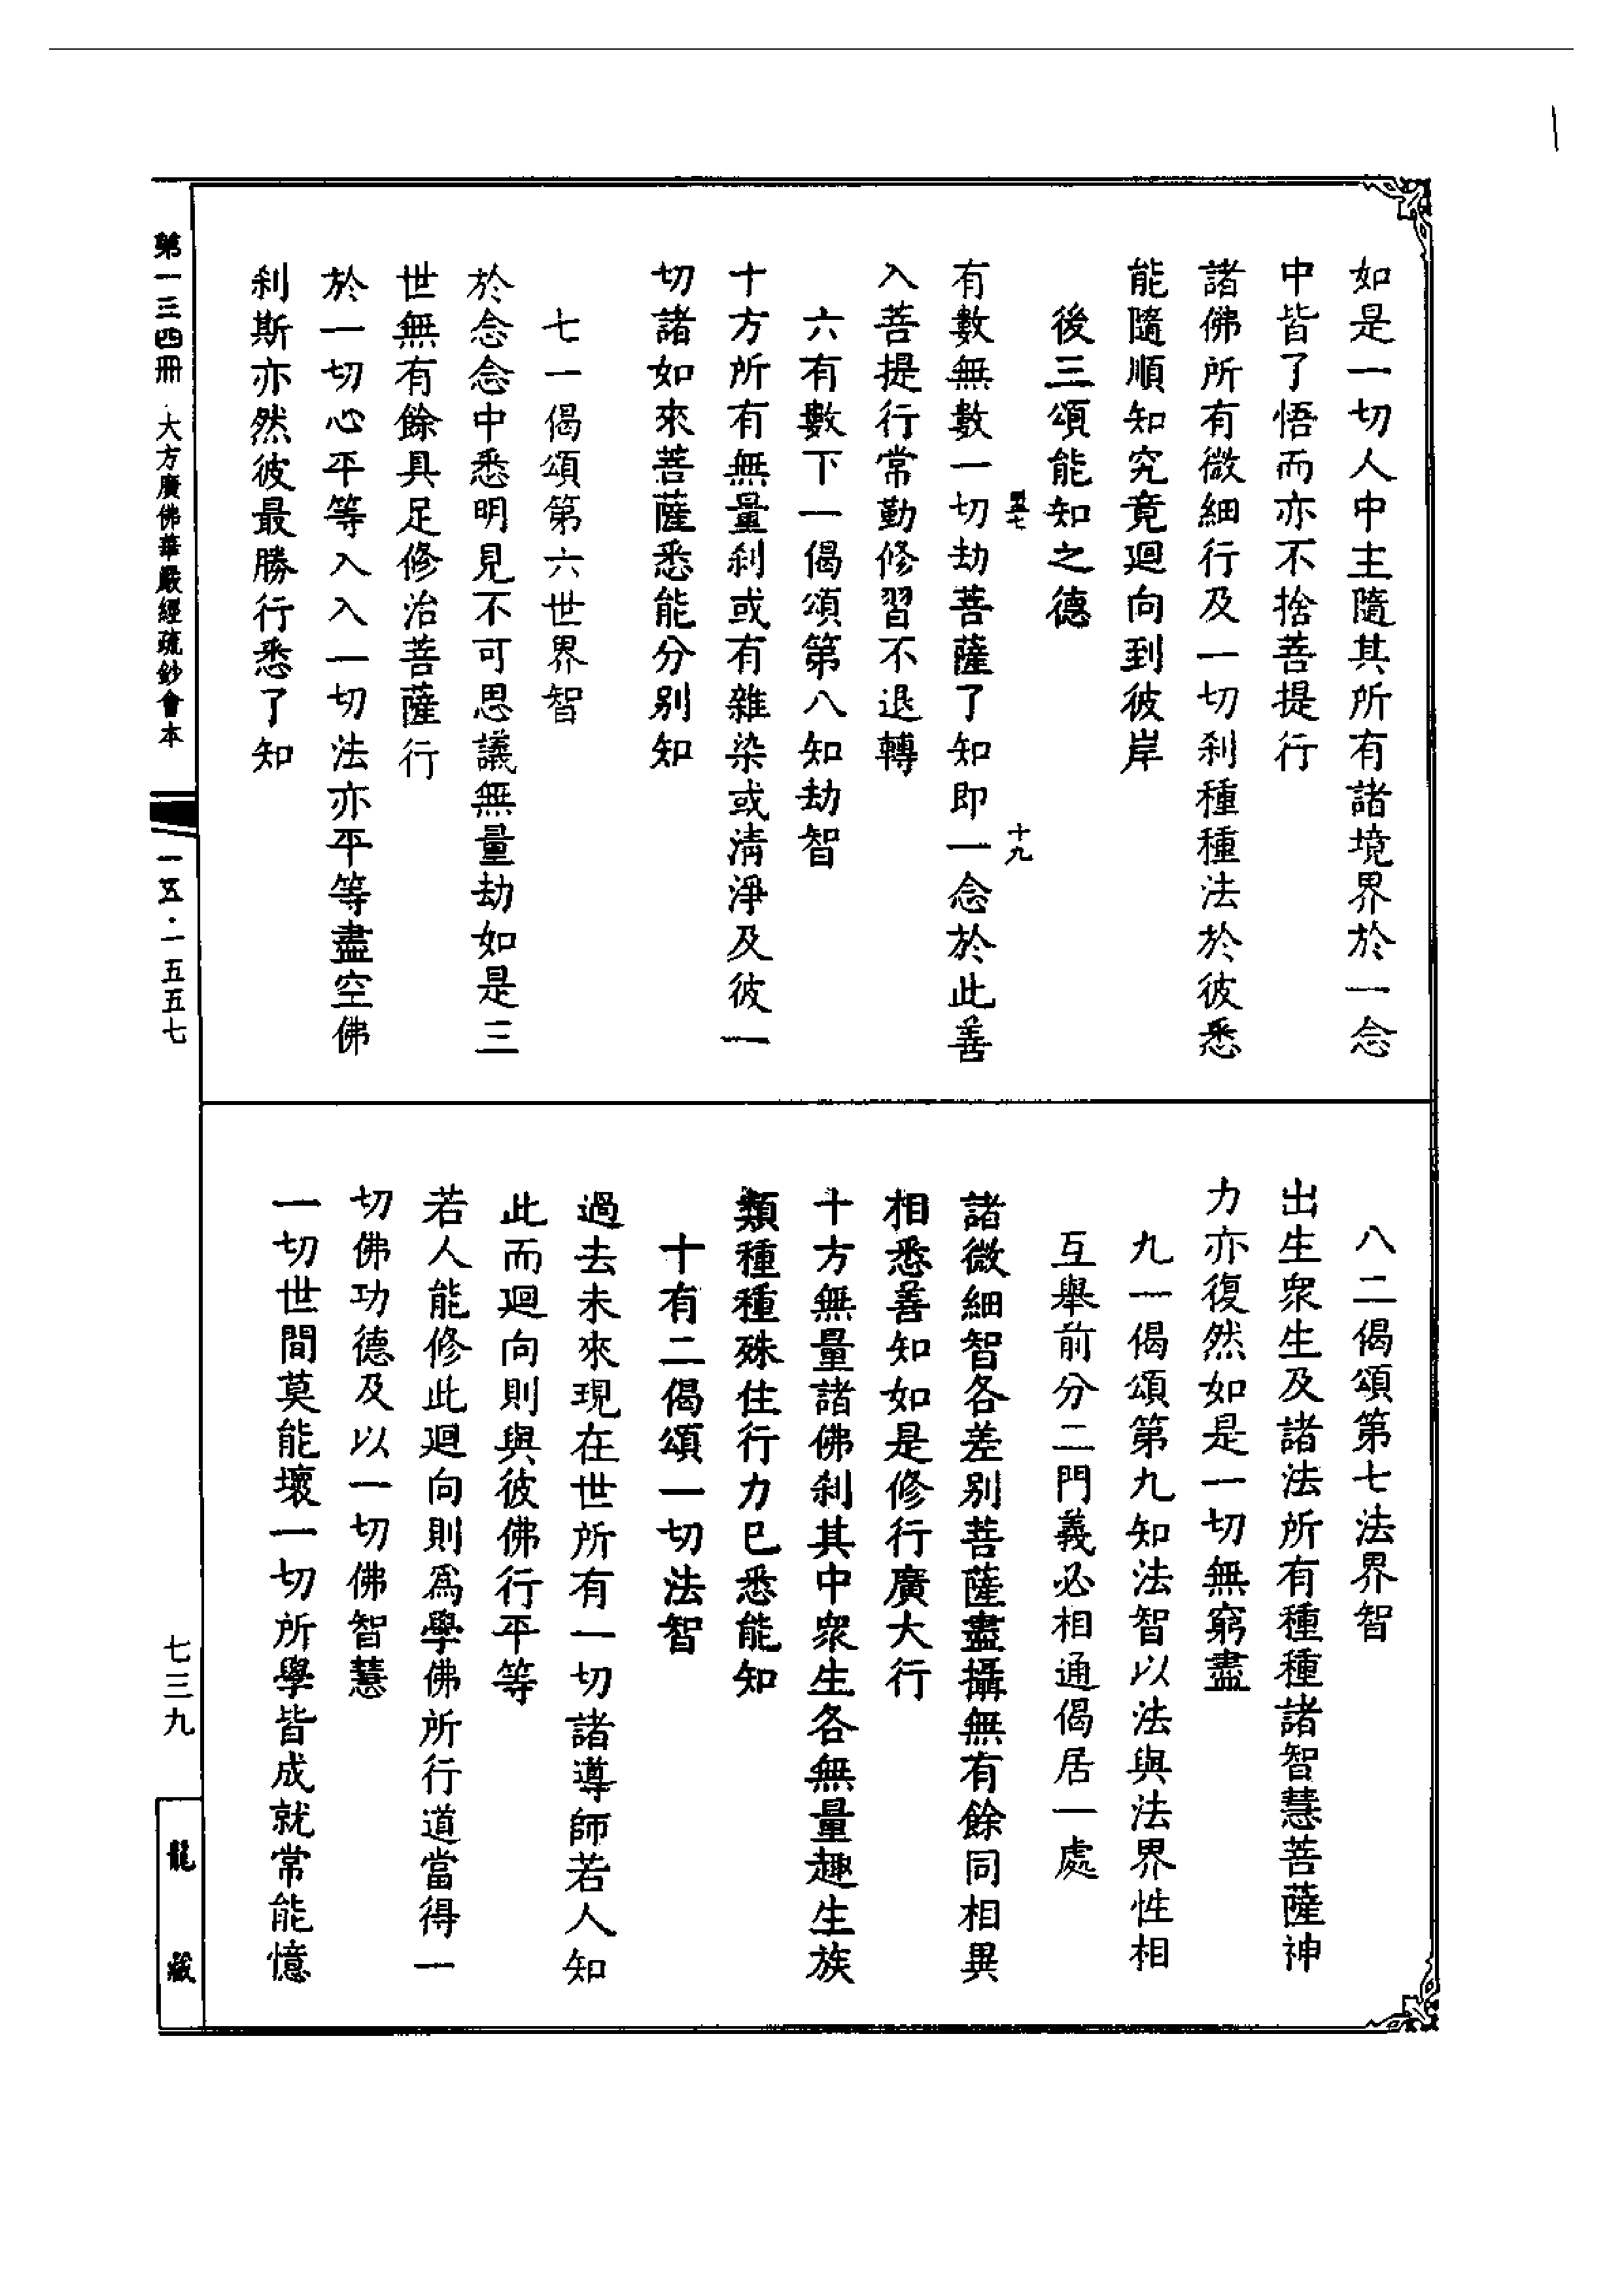 如是一切人中主隨其所有諸境界於一念
中皆了悟而亦不捨菩提行
諸佛所有微細行及一切刹種種法於彼悉
能隨順知究竟迴向到彼岸
後三頌能知之德
十九
有數無數一切劫菩薩了知即一念於此善
入菩提行常勤修習不退轉
六有數下一偈頌第八知劫智
十方所有無量刹或有雜染或清淨及彼一
切諸如來菩薩悉能分別知
七一偈頌第六世界智
於念念中悉明見不可思議無量劫如是三
世無有餘具足修治菩薩行
於一切心平等入入一切法亦平等盡空佛
刹斯亦然彼最勝行悉了知
八二偈頌第七法界智
出生衆生及諸法所有種種諸智慧菩薩神
力亦復然如是一切無窮盡
九一偈頌第九知法智以法與法界性相
互舉前分二門義必相通偈居一處
諸微細智各差別菩薩盡攝無有餘同相異
相悉善知如是修行廣大行
十方無量諸佛刹其中衆生各無量趣生族
類種種殊住行力已悉能知
十有二偈頌一切法智
過去未來現在世所有一切諸導師若人知
此而迴向則與彼佛行平等
若人能修此迴向則爲學佛所行道當得一
切佛功德及以一切佛智慧
一切世間莫能壞一切所學皆成就常能憶
第一三四冊 大方廣佛華嚴經疏鈔會本
一五·一五五七
七三九
龍藏